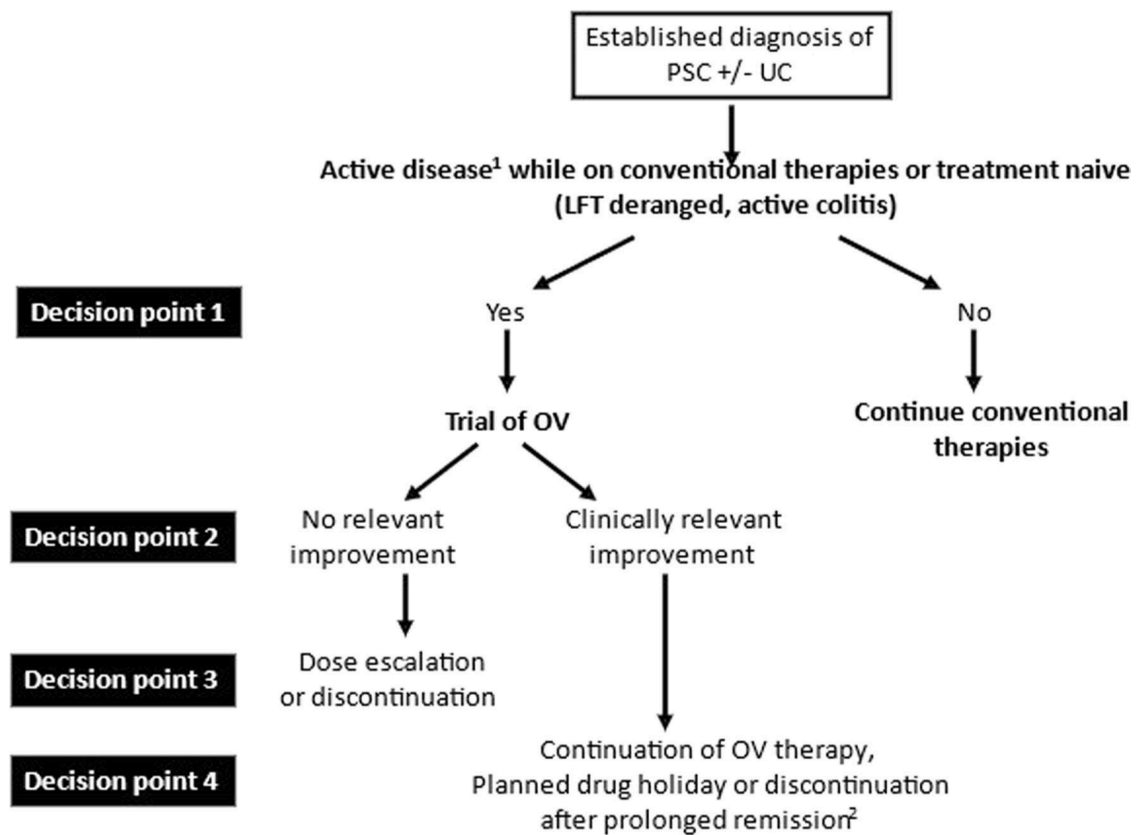 Established diagnosis of
PSC +/- UC
Active disease¹ while on conventional therapies or treatment naive
(LFT deranged, active colitis)
Decision point 1
Yes
No
Trial of OV
Continue conventional
therapies
Decision point 2
No relevant
improvement
Clinically relevant
improvement
Decision point 3
Dose escalation
or discontinuation
Decision point 4
Continuation of OV therapy,
Planned drug holiday or discontinuation
after prolonged remission²